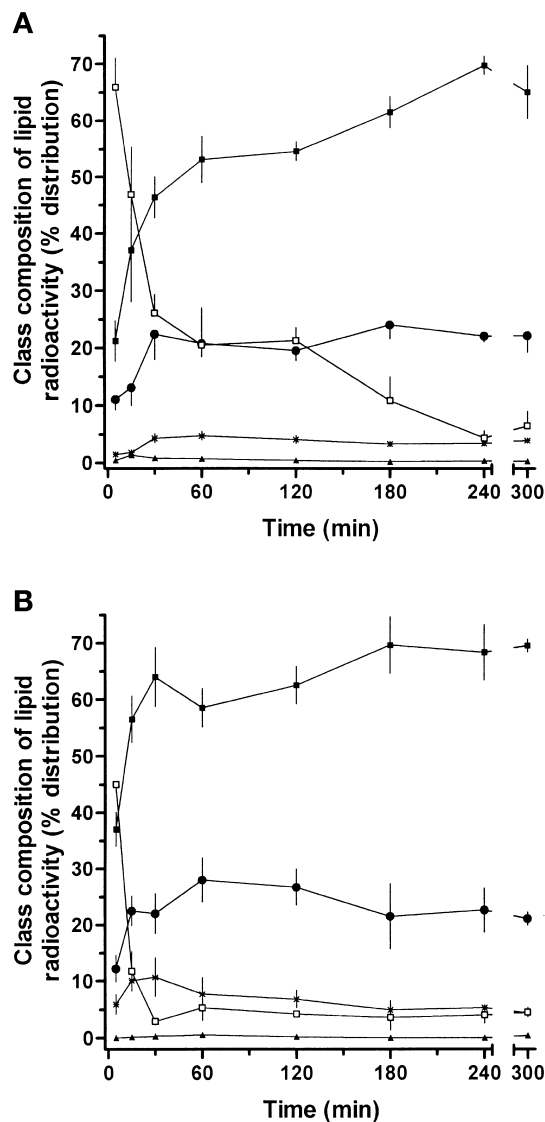 A
Class composition of lipid
radioactivity (% distribution)
70
60
50
40
30
20
10
0
0 60 120 180 240 300
Time (min)
B
Class composition of lipid
radioactivity (% distribution)
70
60
50
40
30
20
10
0
0 60 120 180 240 300
Time (min)